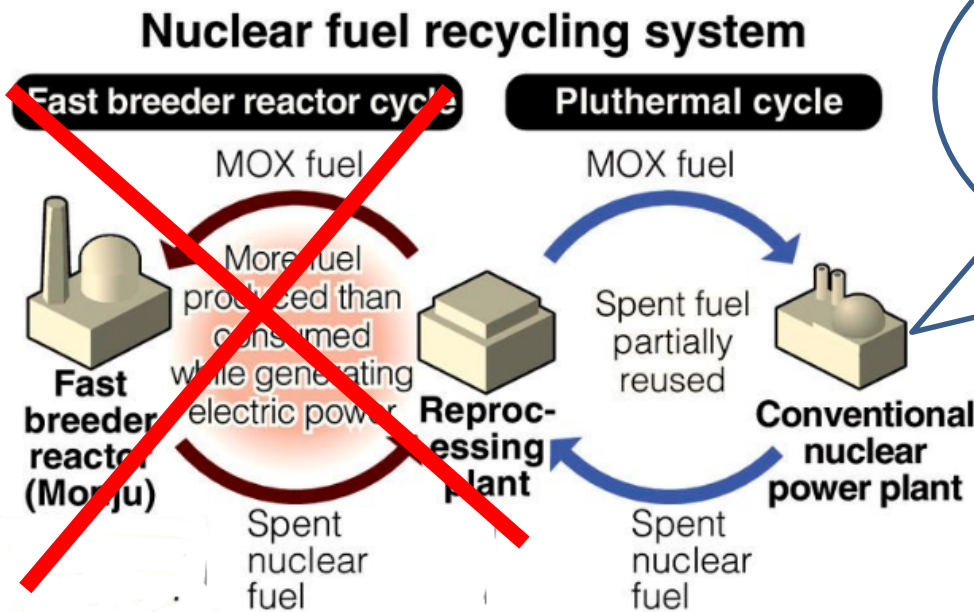 Nuclear fuel recycling system
Fast breeder reactor cycle
Pluthermal cycle
MOX fuel
MOX fuel
More fuel
produced than
consumed
while generating
electric power
Spent fuel
partially
reused
Fast
breeder
reactor
(Monju)
Reproc-
essing
plant
Conventional
nuclear
power plant
Spent
nuclear
fuel
Spent
nuclear
fuel